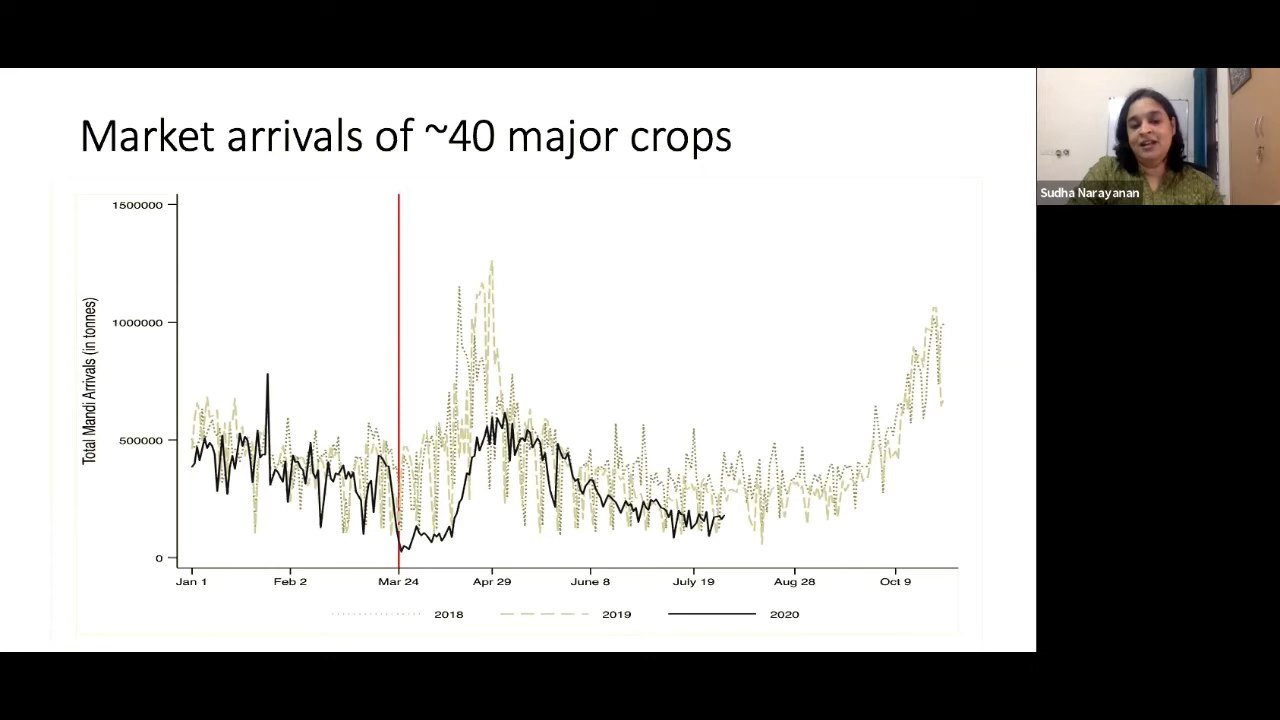 Market arrivals of ~40 major crops
Sudha Narayanan
Total Mandi Arrivals (in tonnes)
1500000
1000000
500000
0
Jan 1 Feb 2 Mar 24 Apr 29 June 8 July 19 Aug 28 Oct 9
2018 2019 2020